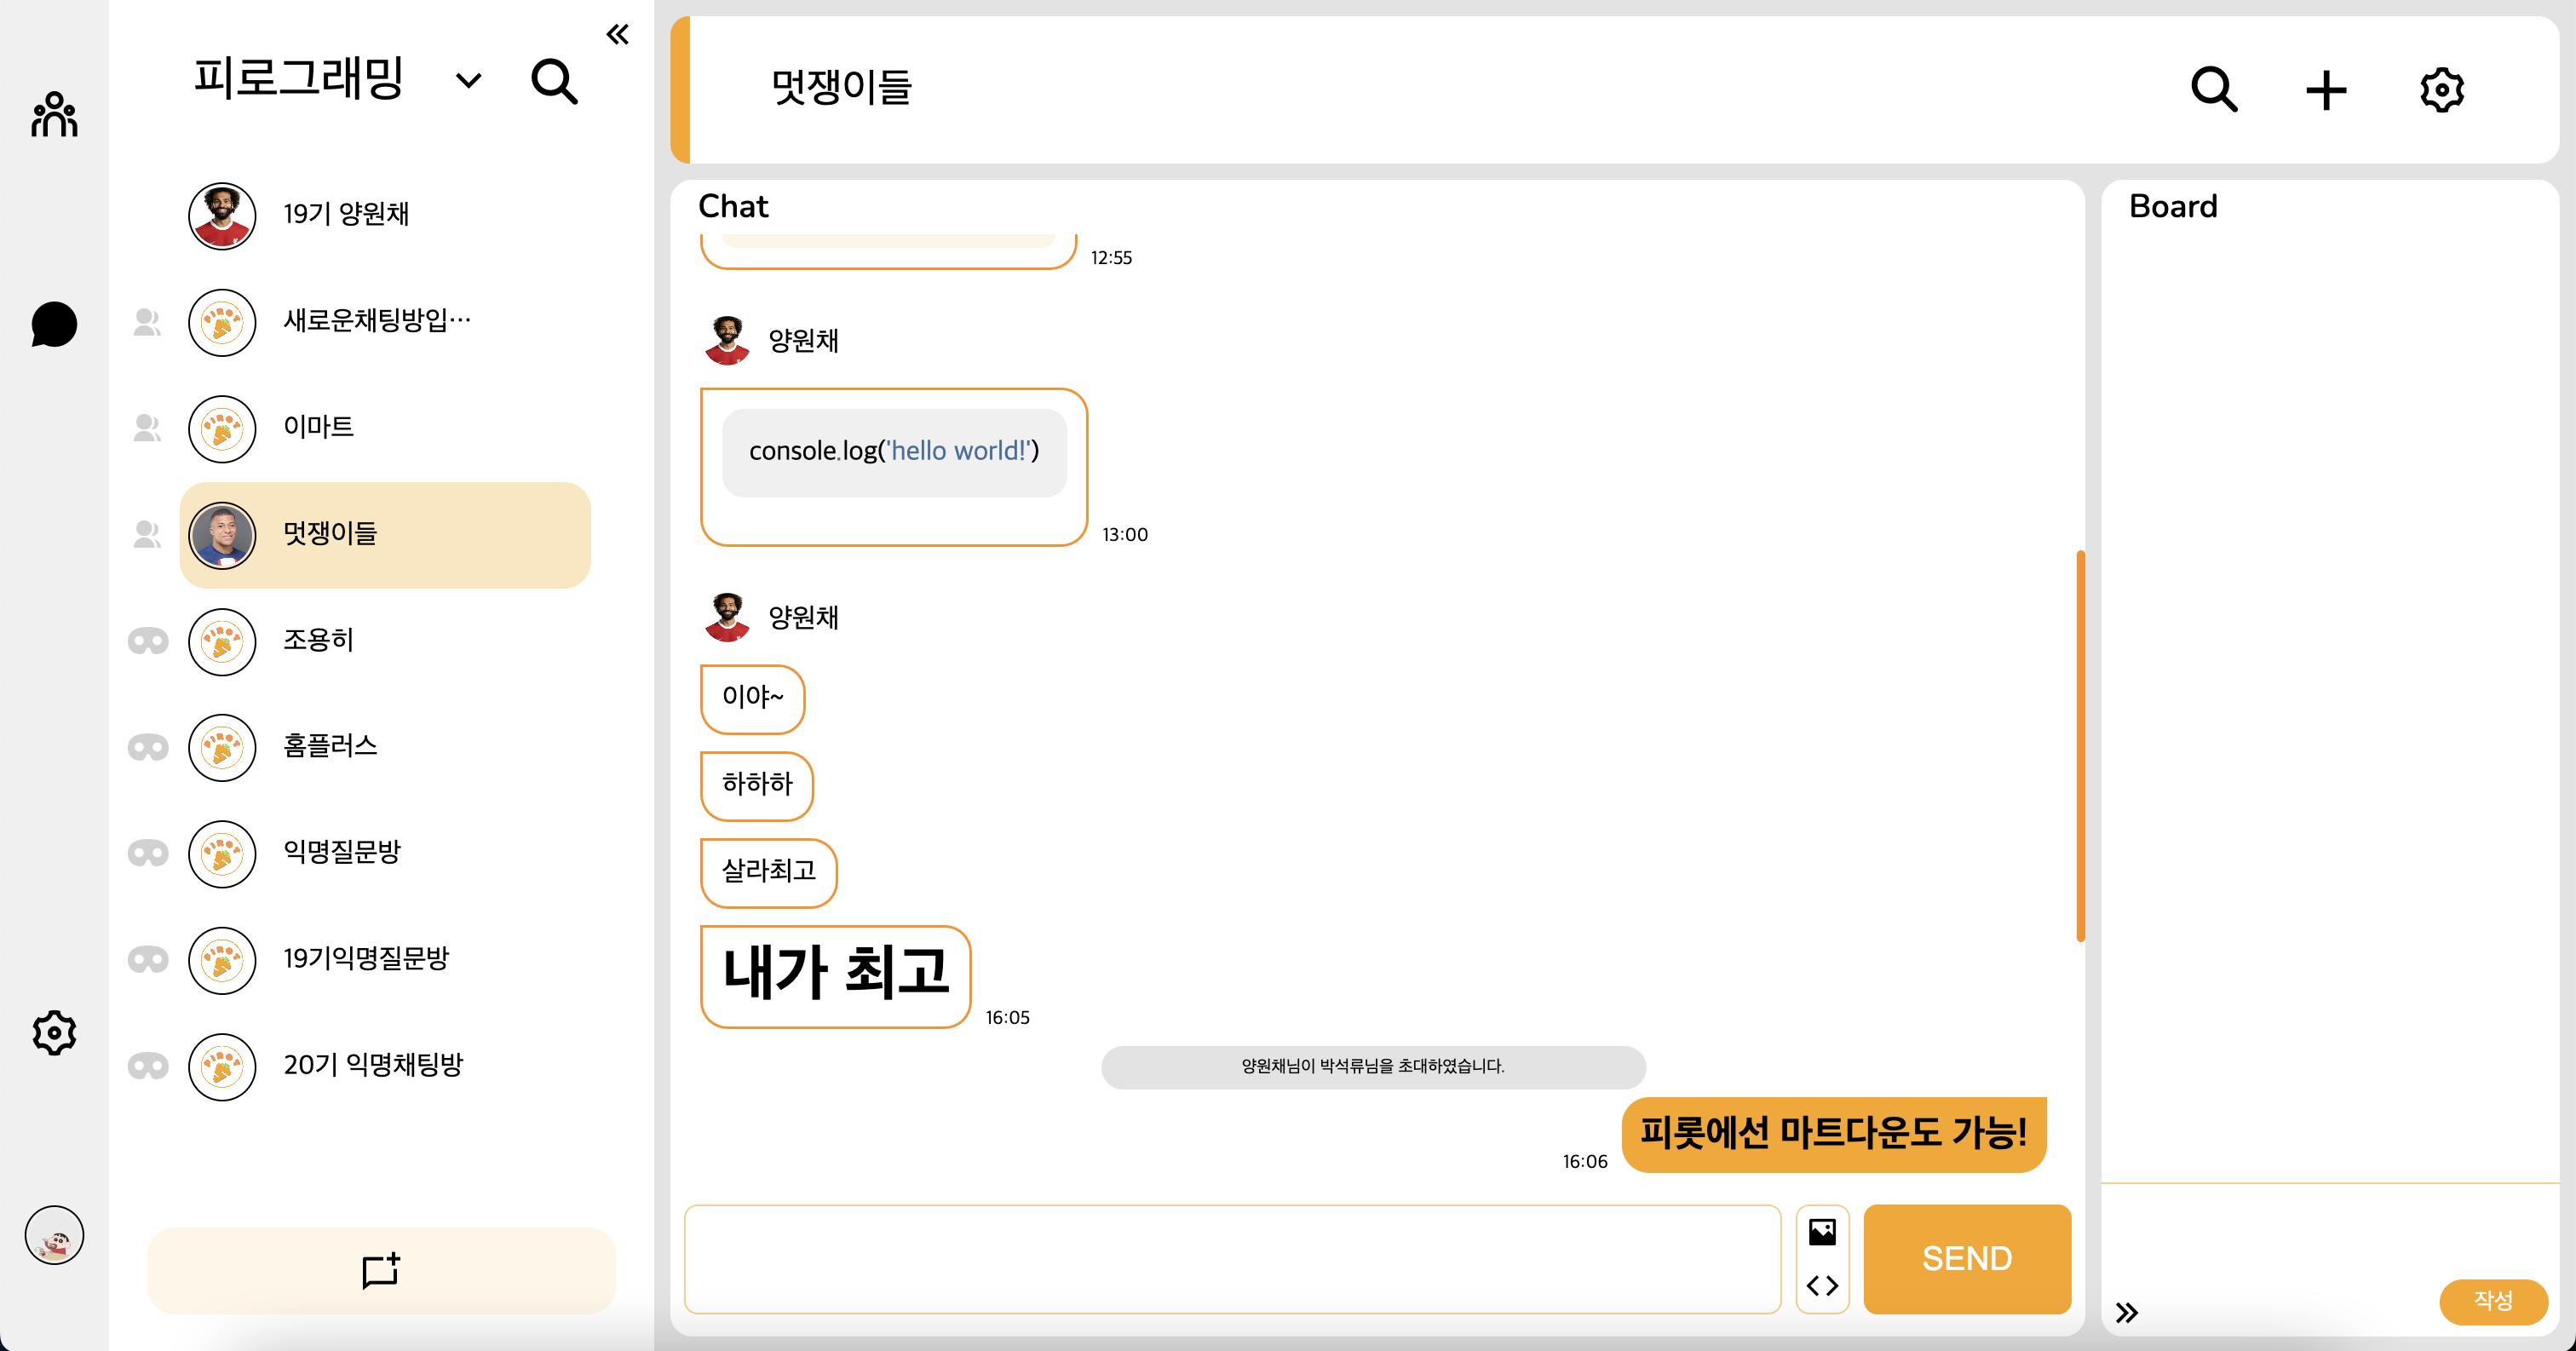 피로그래밍
19기 양원채
새로운채팅방입…
이마트
멋쟁이들
조용히
홈플러스
익명질문방
19기익명질문방
20기 익명채팅방
멋쟁이들
Chat
12:55
양원채
console.log('hello world!')
13:00
양원채
이야~
하하하
살라최고
내가 최고
16:05
양원채님이 박석류님을 초대하였습니다.
피롯에선 마트다운도 가능!
16:06
SEND
Board
작성